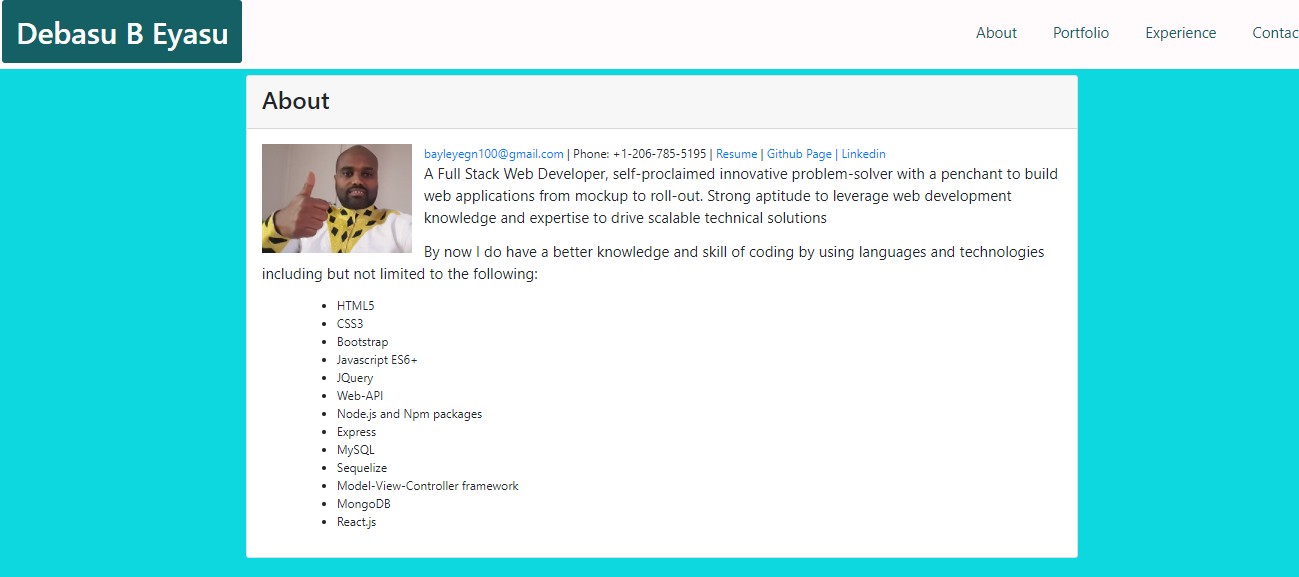 Debasu B Eyasu
About Portfolio Experience Contac
About
bayleyegn100@gmail.com | Phone: +1-206-785-5195 | Resume | Github Page | Linkedin
A Full Stack Web Developer, self-proclaimed innovative problem-solver with a penchant to build
web applications from mockup to roll-out. Strong aptitude to leverage web development
knowledge and expertise to drive scalable technical solutions
By now I do have a better knowledge and skill of coding by using languages and technologies
including but not limited to the following:
• HTML5
• CSS3
• Bootstrap
• Javascript ES6+
• JQuery
• Web-API
• Node.js and Npm packages
• Express
• MySQL
• Sequelize
• Model-View-Controller framework
• MongoDB
• React.js